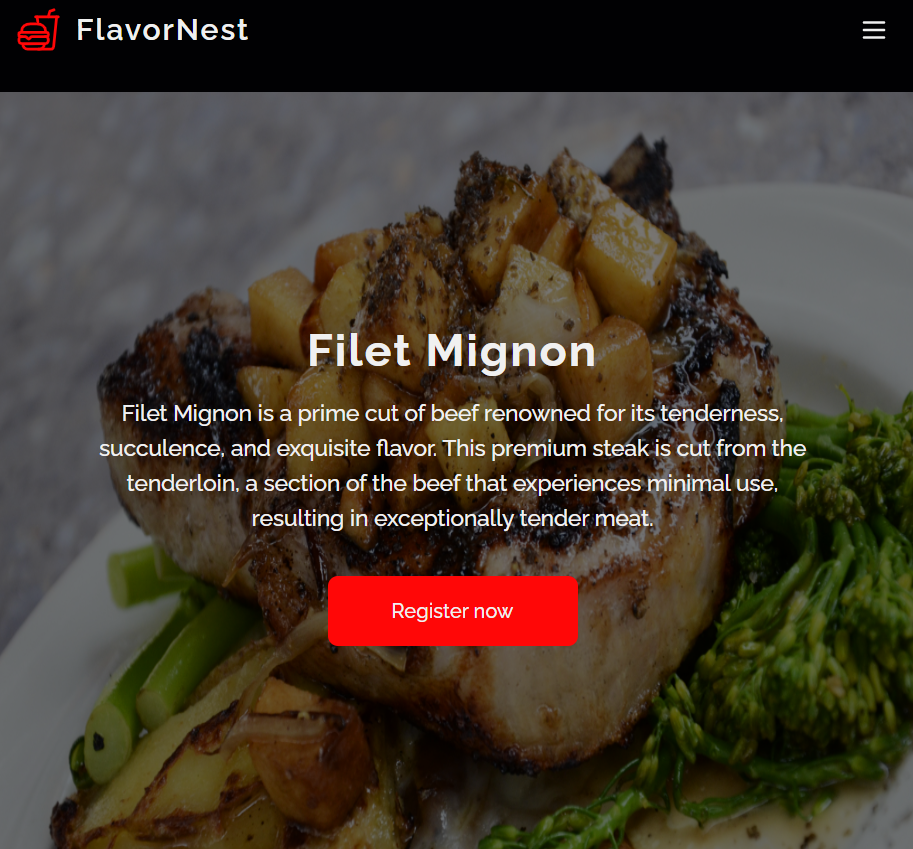 FlavorNest
Filet Mignon
Filet Mignon is a prime cut of beef renowned for its tenderness,
succulence, and exquisite flavor. This premium steak is cut from the
tenderloin, a section of the beef that experiences minimal use,
resulting in exceptionally tender meat.
Register now